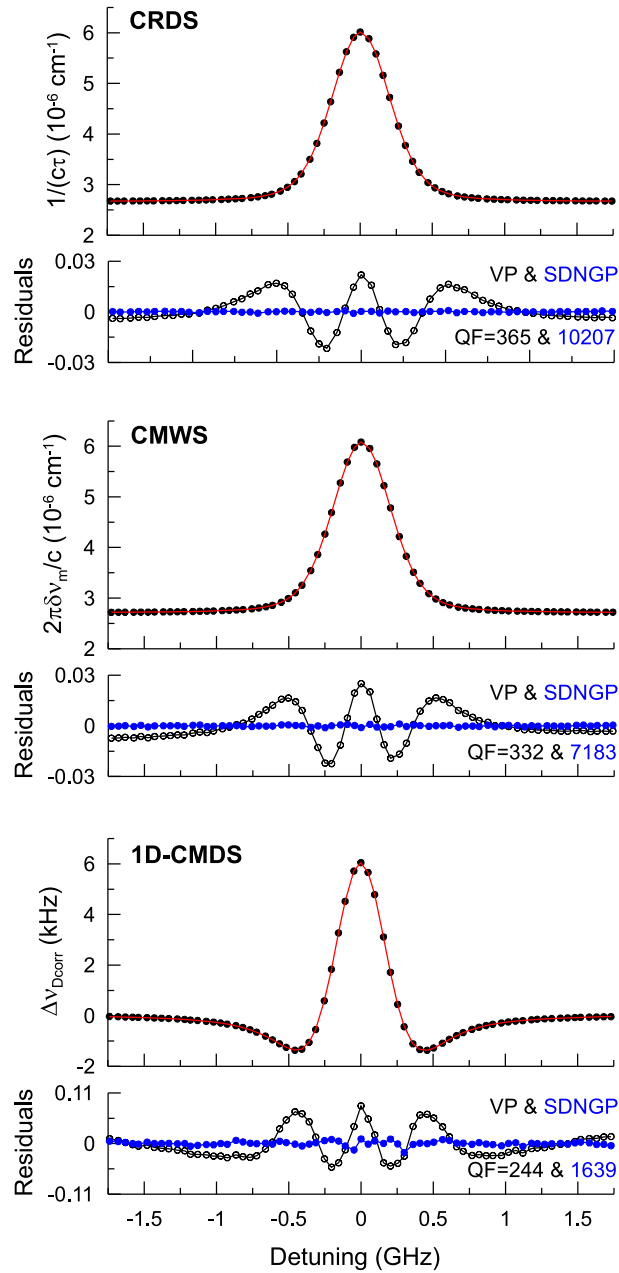 CRDS
1/(cτ) (10⁻⁶ cm⁻¹)
6
5
4
3
2
Residuals
0.03
0
-0.03
VP & SDNGP
QF=365 & 10207
CMWS
2πδνₘ/c (10⁻⁶ cm⁻¹)
6
5
4
3
2
Residuals
0.03
0
-0.03
VP & SDNGP
QF=332 & 7183
1D-CMDS
Δν_Dcorr (kHz)
6
4
2
0
-2
Residuals
0.11
0
-0.11
VP & SDNGP
QF=244 & 1639
-1.5 -1 -0.5 0 0.5 1 1.5
Detuning (GHz)